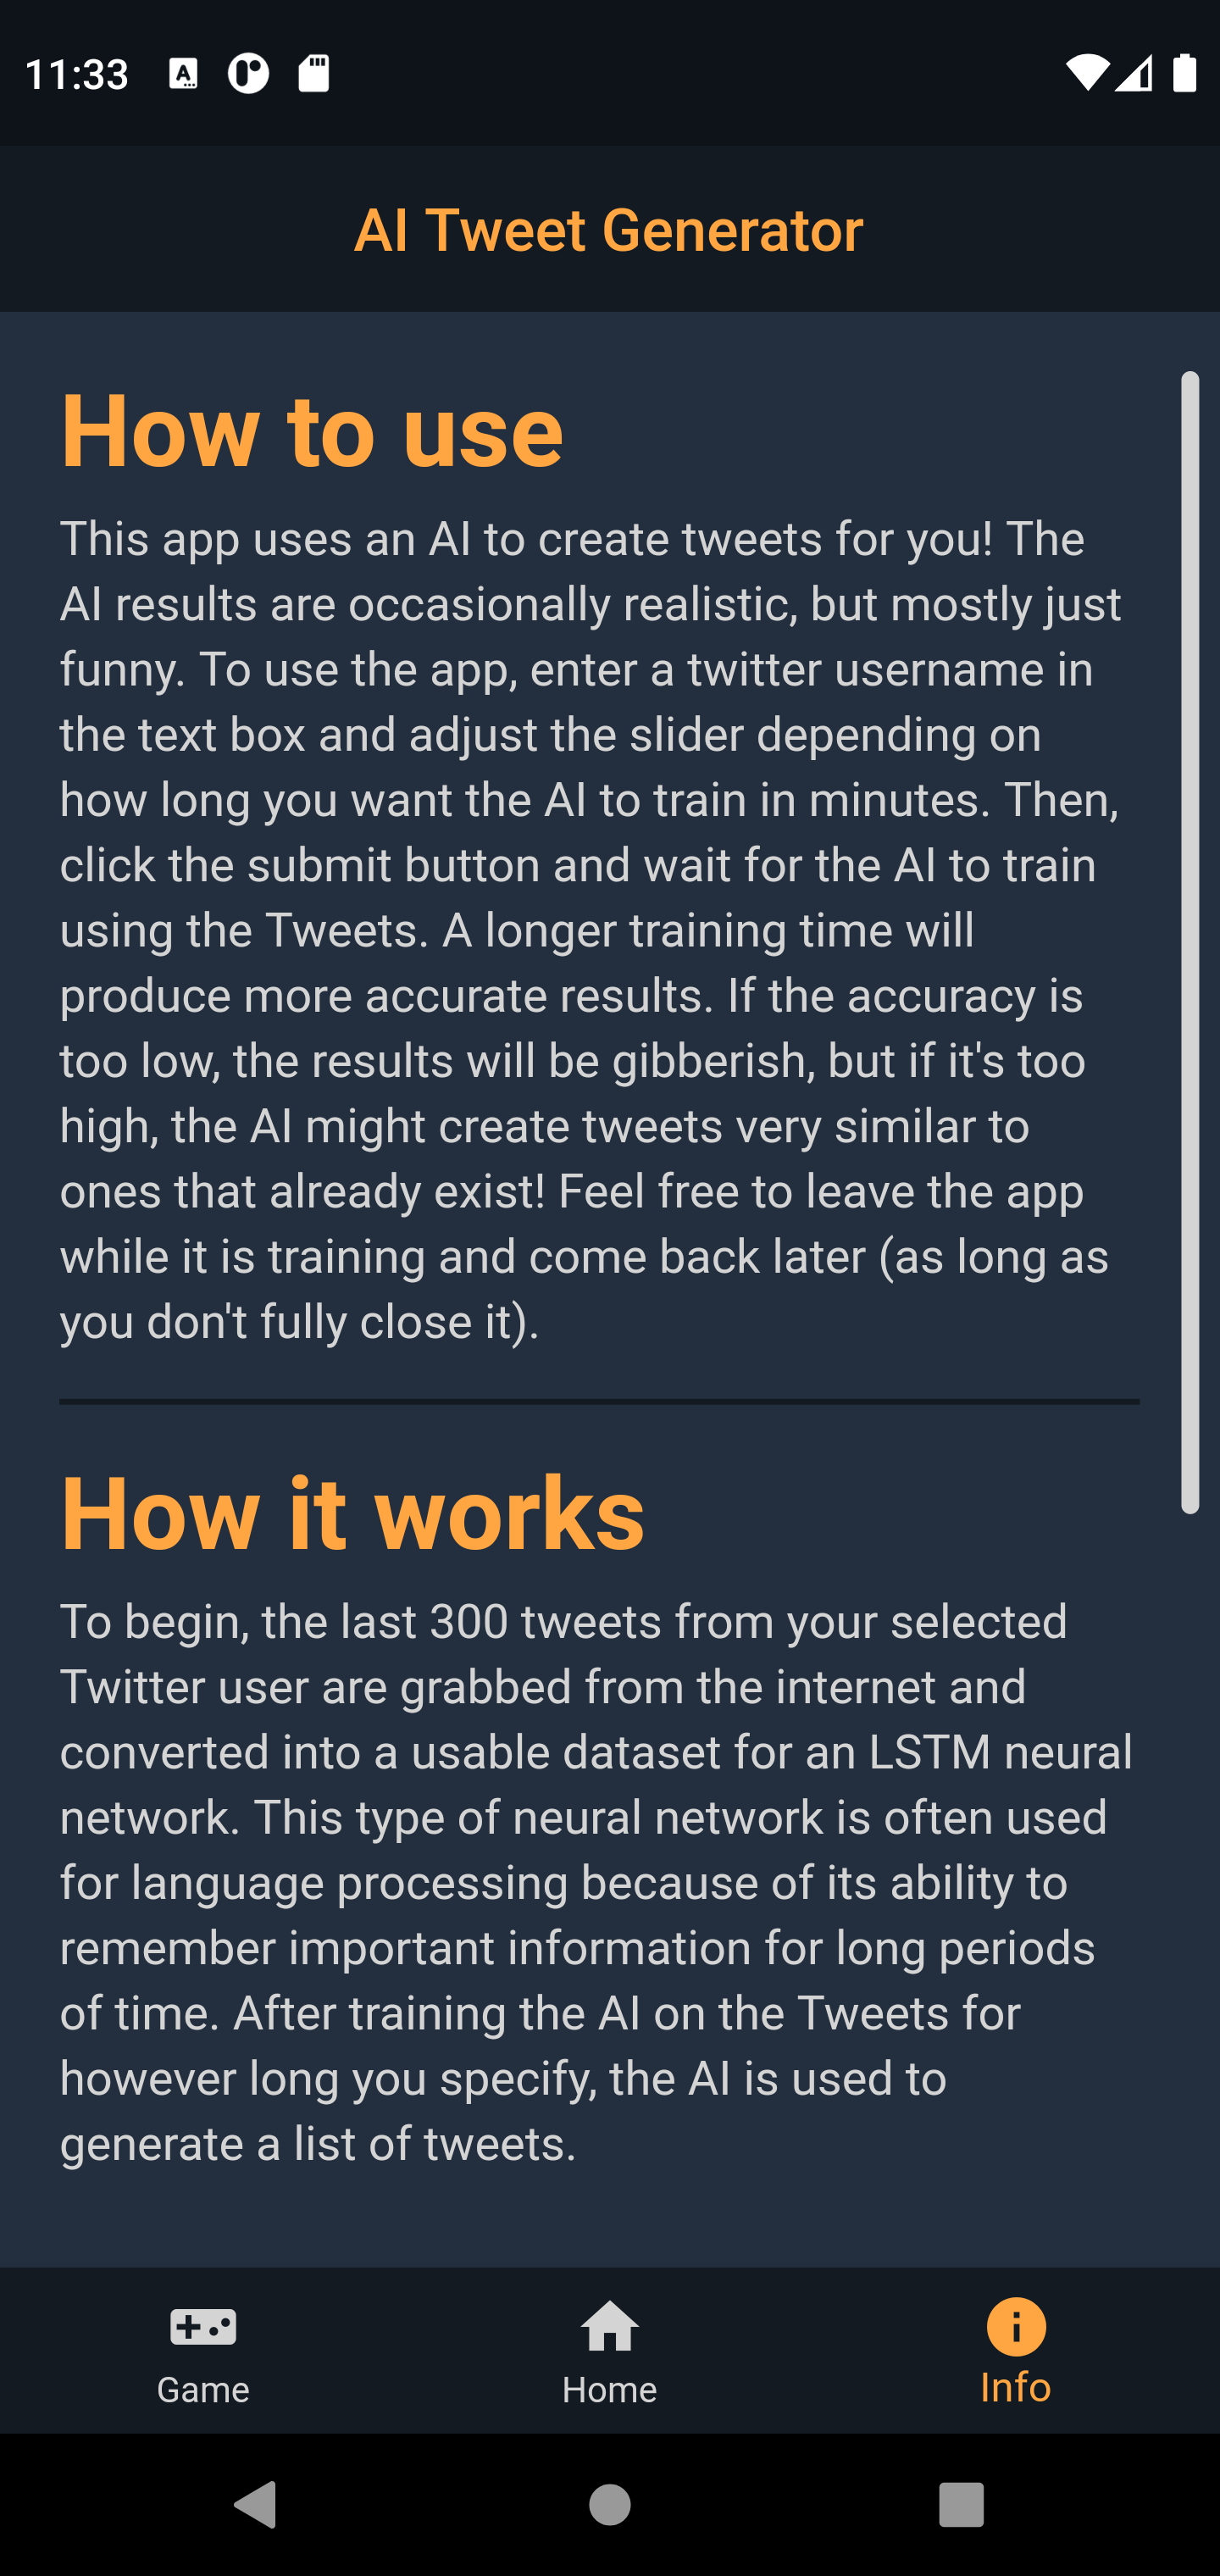 11:33
AI Tweet Generator
How to use
This app uses an AI to create tweets for you! The
AI results are occasionally realistic, but mostly just
funny. To use the app, enter a twitter username in
the text box and adjust the slider depending on
how long you want the AI to train in minutes. Then,
click the submit button and wait for the AI to train
using the Tweets. A longer training time will
produce more accurate results. If the accuracy is
too low, the results will be gibberish, but if it's too
high, the AI might create tweets very similar to
ones that already exist! Feel free to leave the app
while it is training and come back later (as long as
you don't fully close it).
How it works
To begin, the last 300 tweets from your selected
Twitter user are grabbed from the internet and
converted into a usable dataset for an LSTM neural
network. This type of neural network is often used
for language processing because of its ability to
remember important information for long periods
of time. After training the AI on the Tweets for
however long you specify, the AI is used to
generate a list of tweets.
Game
Home
Info